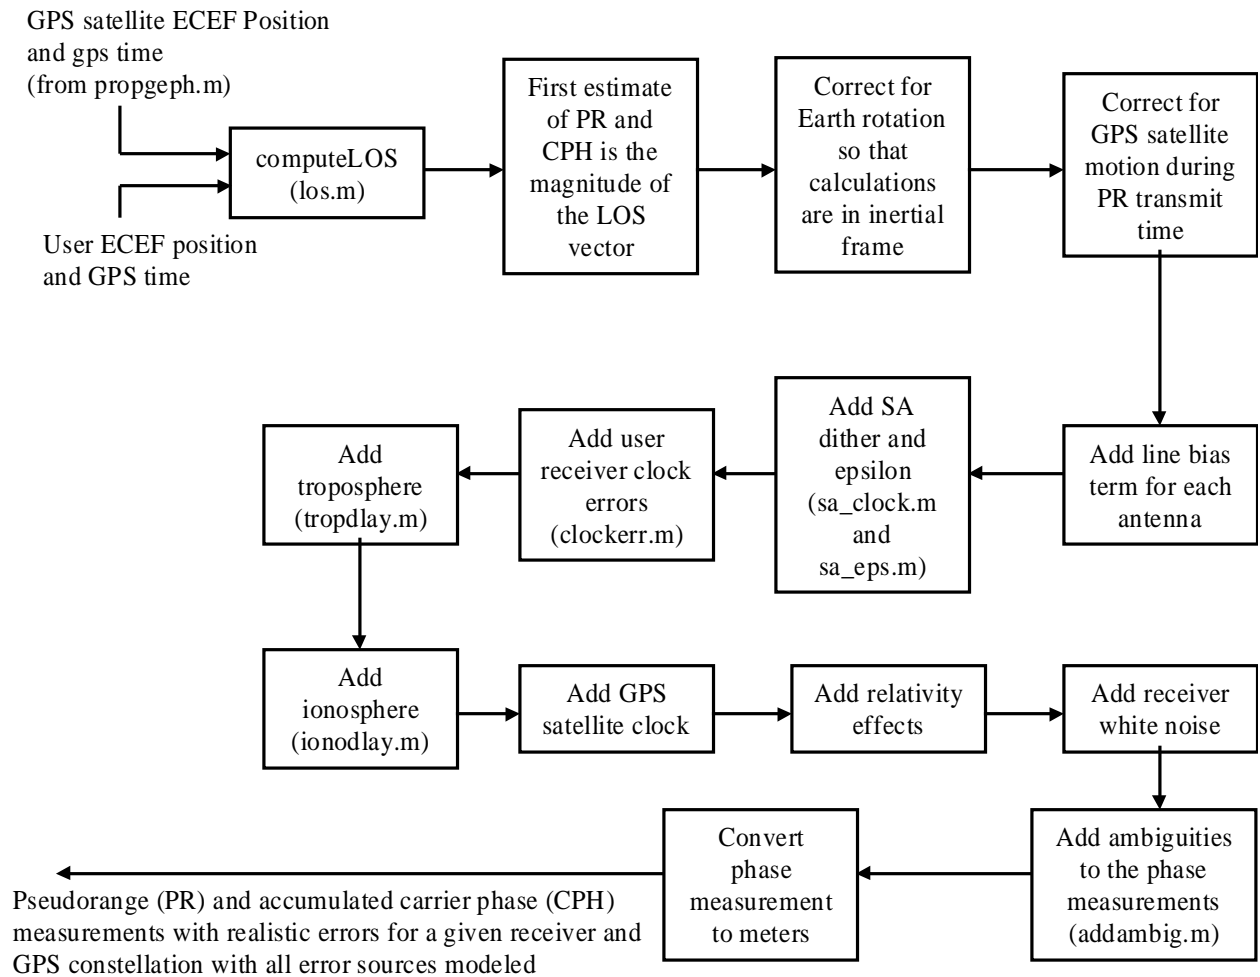 GPS satellite ECEF Position
and gps time
(from propgeph.m)
computeLOS
(los.m)
User ECEF position
and GPS time
First estimate
of PR and
CPH is the
magnitude of
the LOS
vector
Correct for
Earth rotation
so that
calculations
are in inertial
frame
Correct for
GPS satellite
motion during
PR transmit
time
Add line bias
term for each
antenna
Add SA
dither and
epsilon
(sa_clock.m
and
sa_eps.m)
Add user
receiver clock
errors
(clockerr.m)
Add
troposphere
(tropdlay.m)
Add
ionosphere
(ionodlay.m)
Add GPS
satellite clock
Add relativity
effects
Add receiver
white noise
Add ambiguities
to the phase
measurements
(addambig.m)
Convert
phase
measurement
to meters
Pseudorange (PR) and accumulated carrier phase (CPH)
measurements with realistic errors for a given receiver and
GPS constellation with all error sources modeled